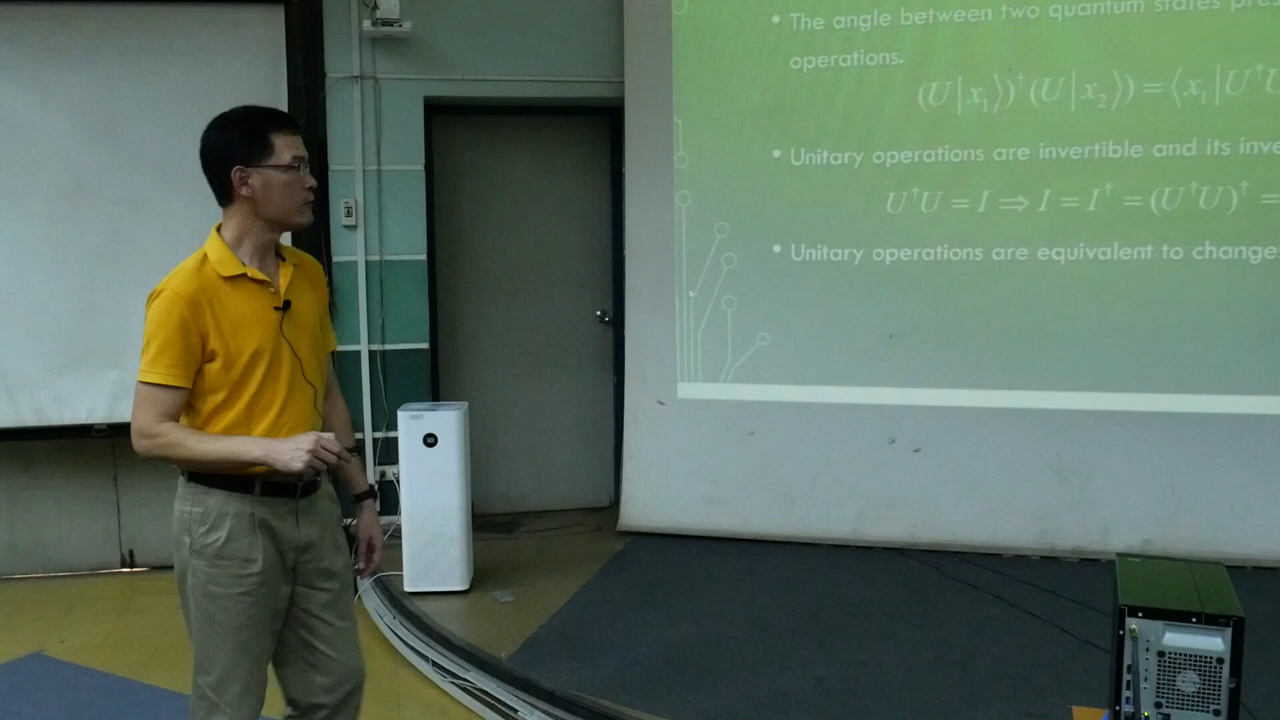 • The angle between two quantum states pres
operations.
(U|x₁⟩)†(U|x₂⟩) = ⟨x₁|U†U
• Unitary operations are invertible and its inve
U†U = I ⇒ I = I† = (U†U)† =
• Unitary operations are equivalent to change